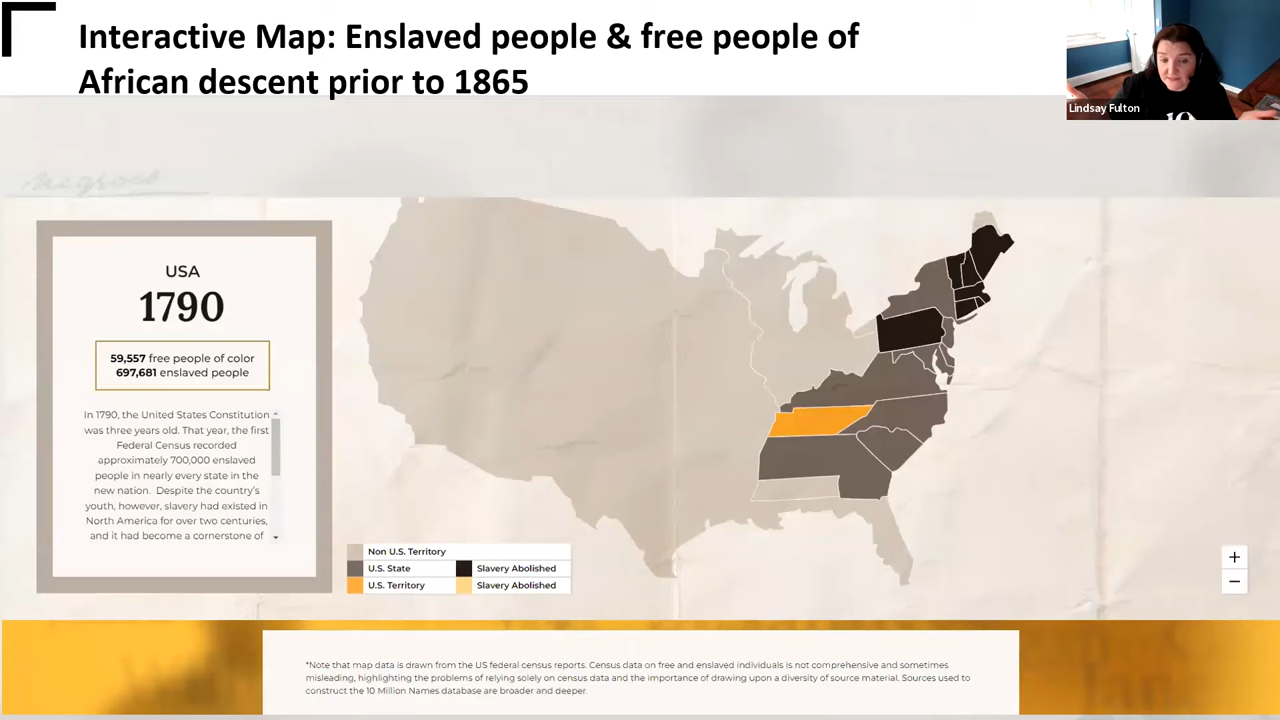 Interactive Map: Enslaved people & free people of
African descent prior to 1865
Lindsay Fulton
Negroes
USA
1790
59,557 free people of color
697,681 enslaved people
In 1790, the United States Constitution
was three years old. That year, the first
Federal Census recorded
approximately 700,000 enslaved
people in nearly every state in the
new nation. Despite the country's
youth, however, slavery had existed in
North America for over two centuries,
and it had become a cornerstone of
Non U.S. Territory
U.S. State
Slavery Abolished
U.S. Territory
Slavery Abolished
+
−
*Note that map data is drawn from the US federal census reports. Census data on free and enslaved individuals is not comprehensive and sometimes
misleading, highlighting the problems of relying solely on census data and the importance of drawing upon a diversity of source material. Sources used to
construct the 10 Million Names database are broader and deeper.